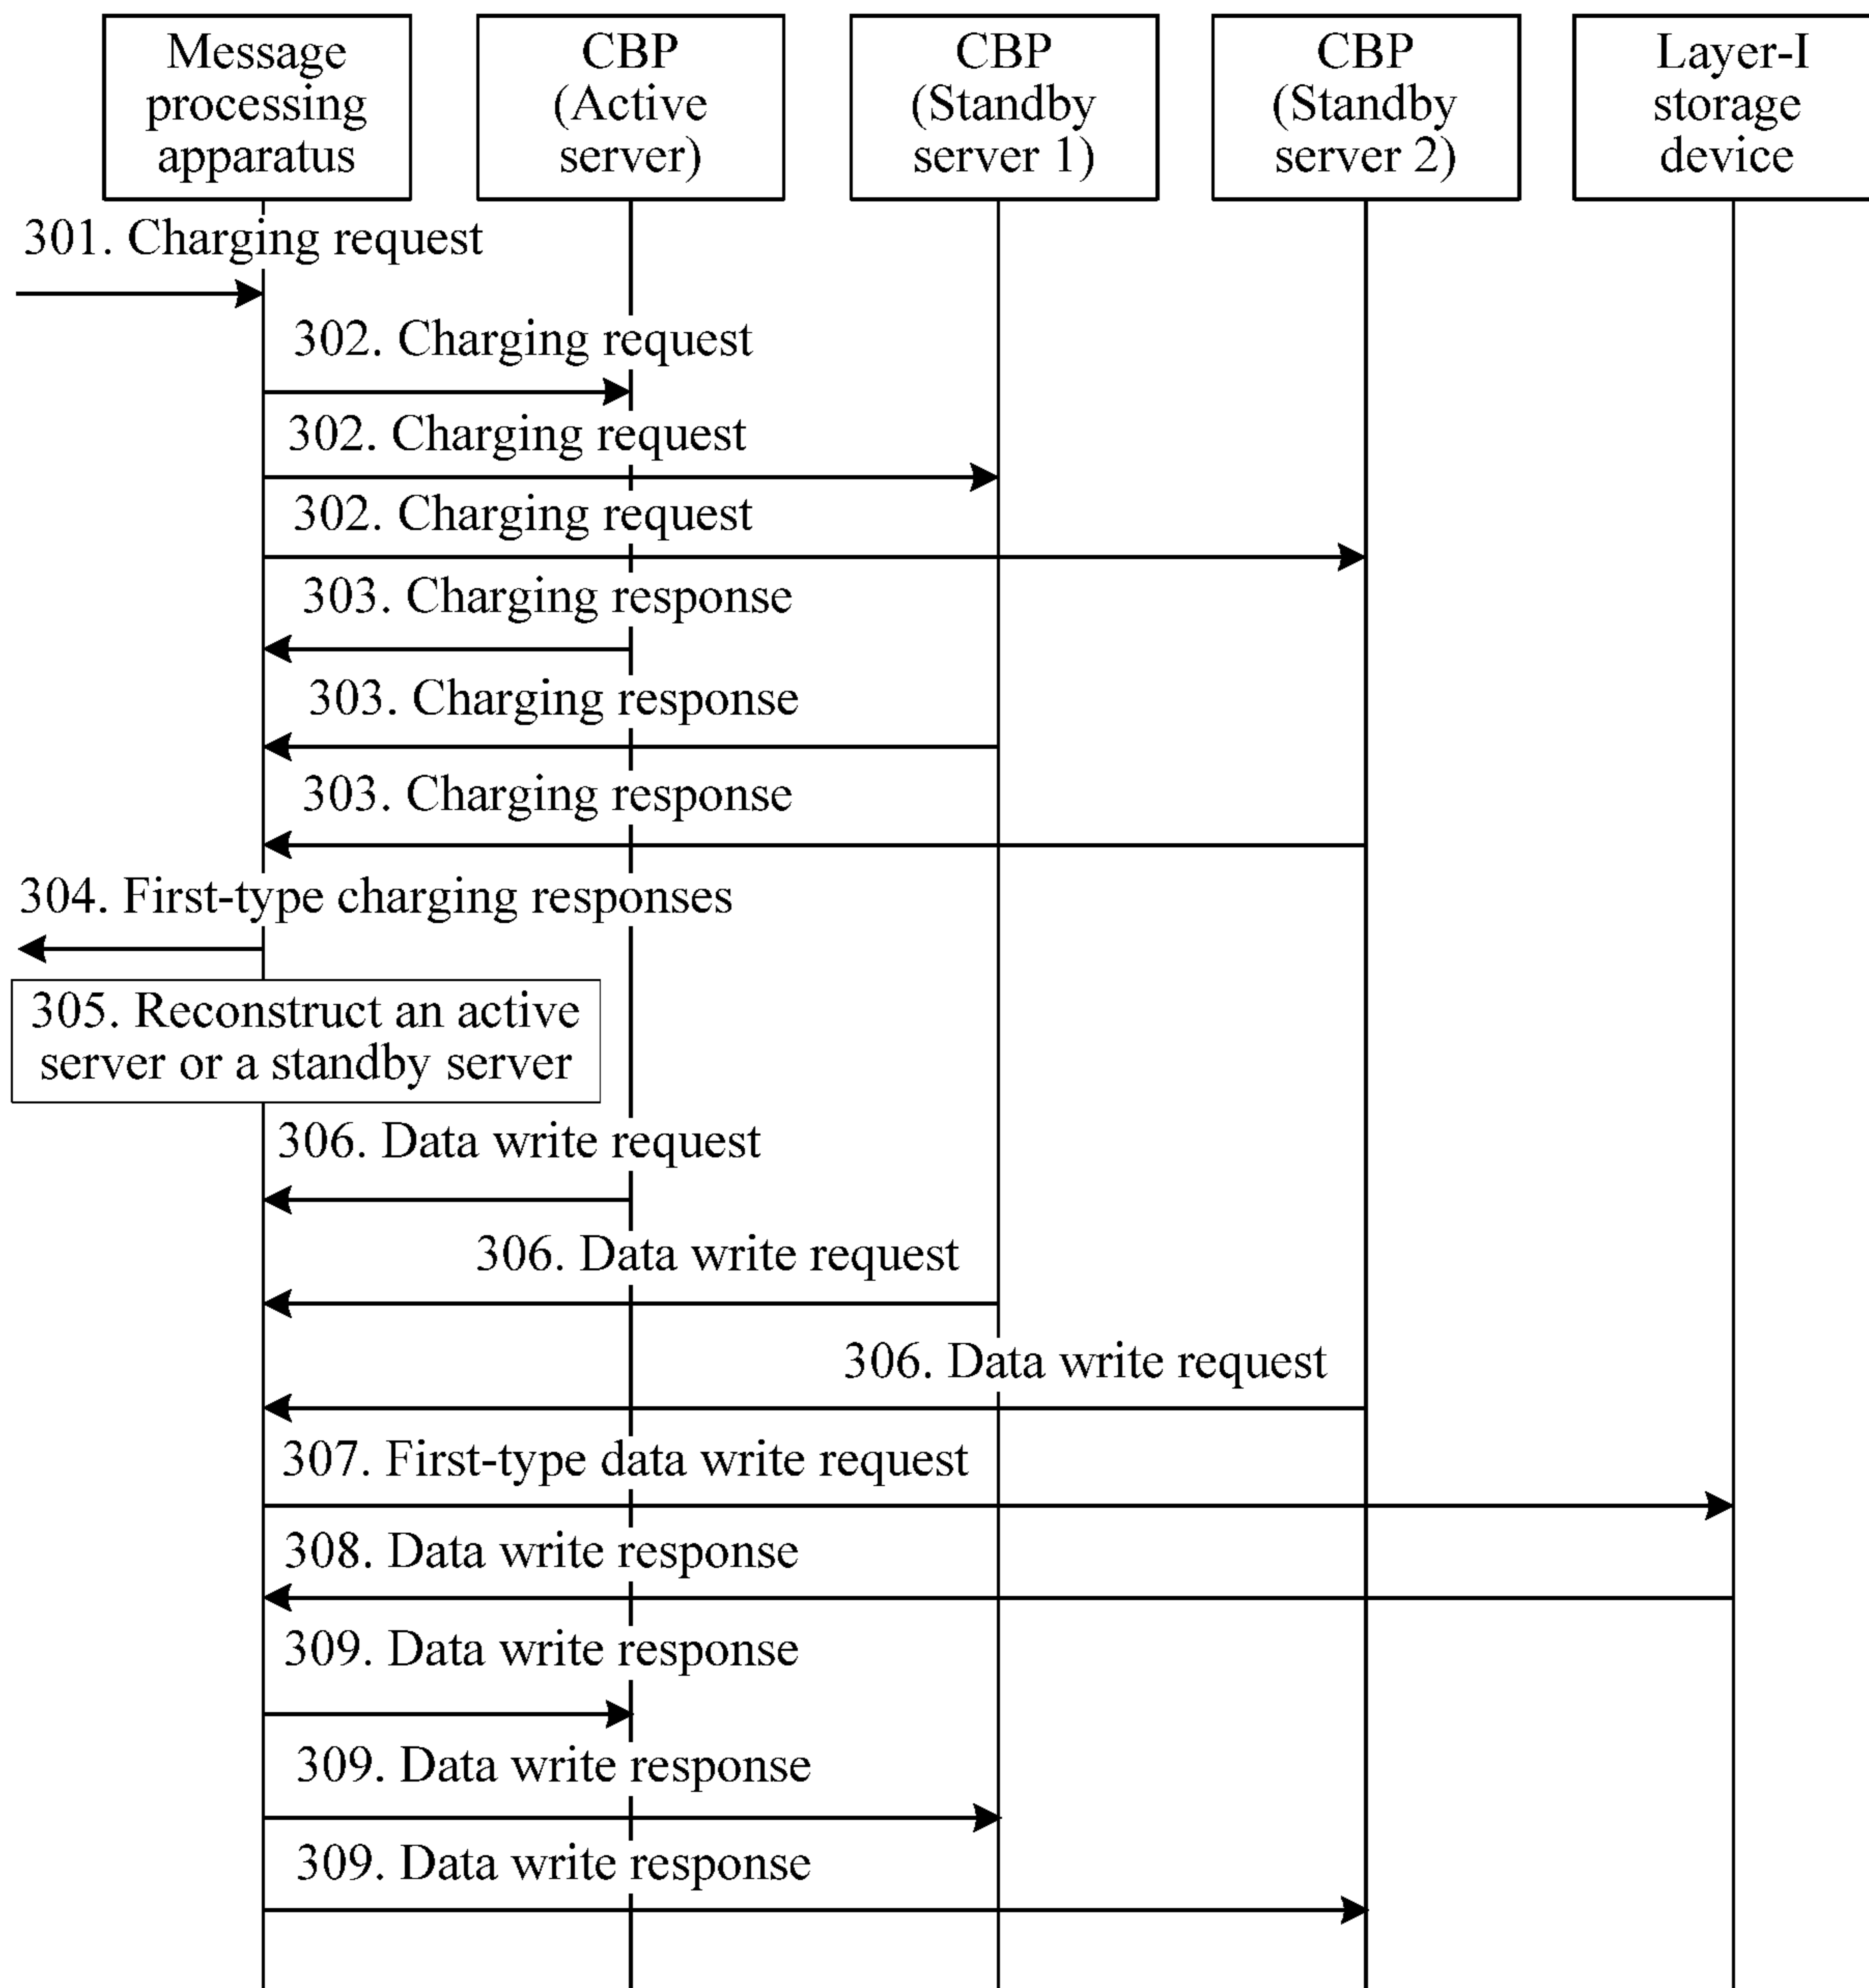 Message
processing
apparatus
CBP
(Active
server)
CBP
(Standby
server 1)
CBP
(Standby
server 2)
Layer-I
storage
device
301. Charging request
302. Charging request
302. Charging request
302. Charging request
303. Charging response
303. Charging response
303. Charging response
304. First-type charging responses
305. Reconstruct an active
server or a standby server
306. Data write request
306. Data write request
306. Data write request
307. First-type data write request
308. Data write response
309. Data write response
309. Data write response
309. Data write response